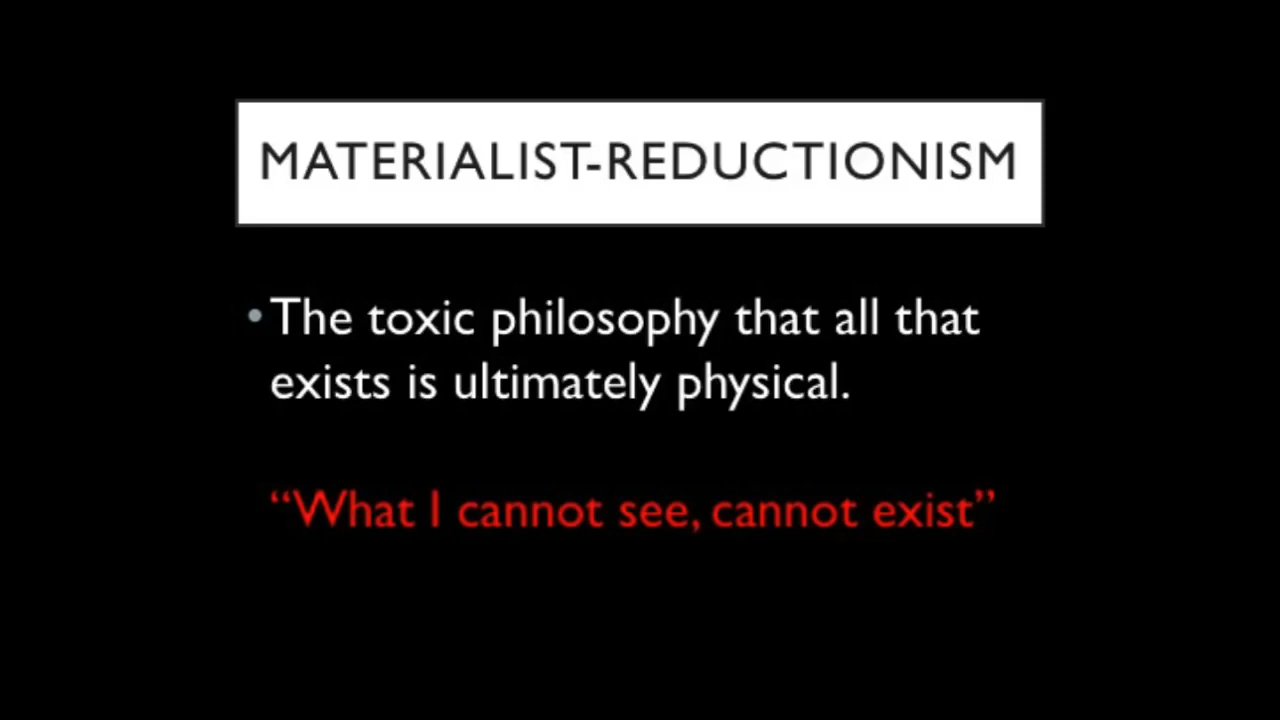 MATERIALIST-REDUCTIONISM
•The toxic philosophy that all that
exists is ultimately physical.
“What I cannot see, cannot exist”